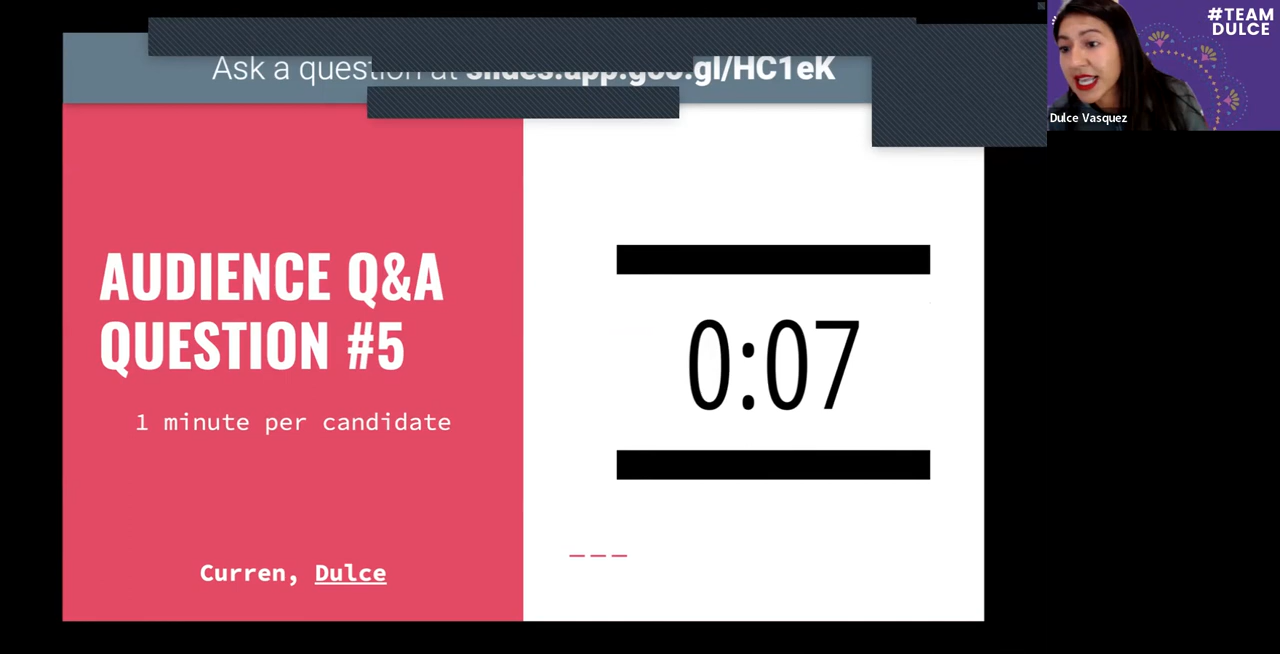 Ask a question at slides.app.goo.gl/HC1eK
#TEAM
DULCE
Dulce Vasquez
AUDIENCE Q&A
QUESTION #5
0:07
1 minute per candidate
Curren, Dulce